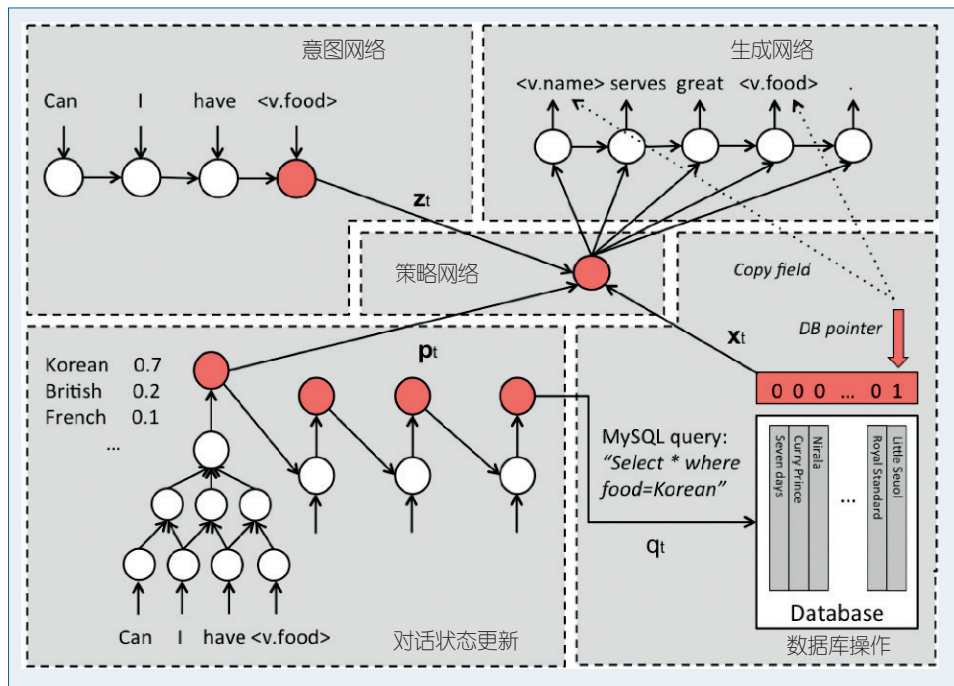 意图网络
Can I have <v.food>
z t
生成网络
<v.name> serves great <v.food> .
策略网络
Copy field
DB pointer
x t
0 0 0 ... 0 1
p t
Korean 0.7
British 0.2
French 0.1
...
Can I have <v.food>
对话状态更新
MySQL query:
“Select * where
food=Korean”
q t
Seven days
Curry Prince
Nirala
...
Royal Standard
Little Seuol
Database
数据库操作